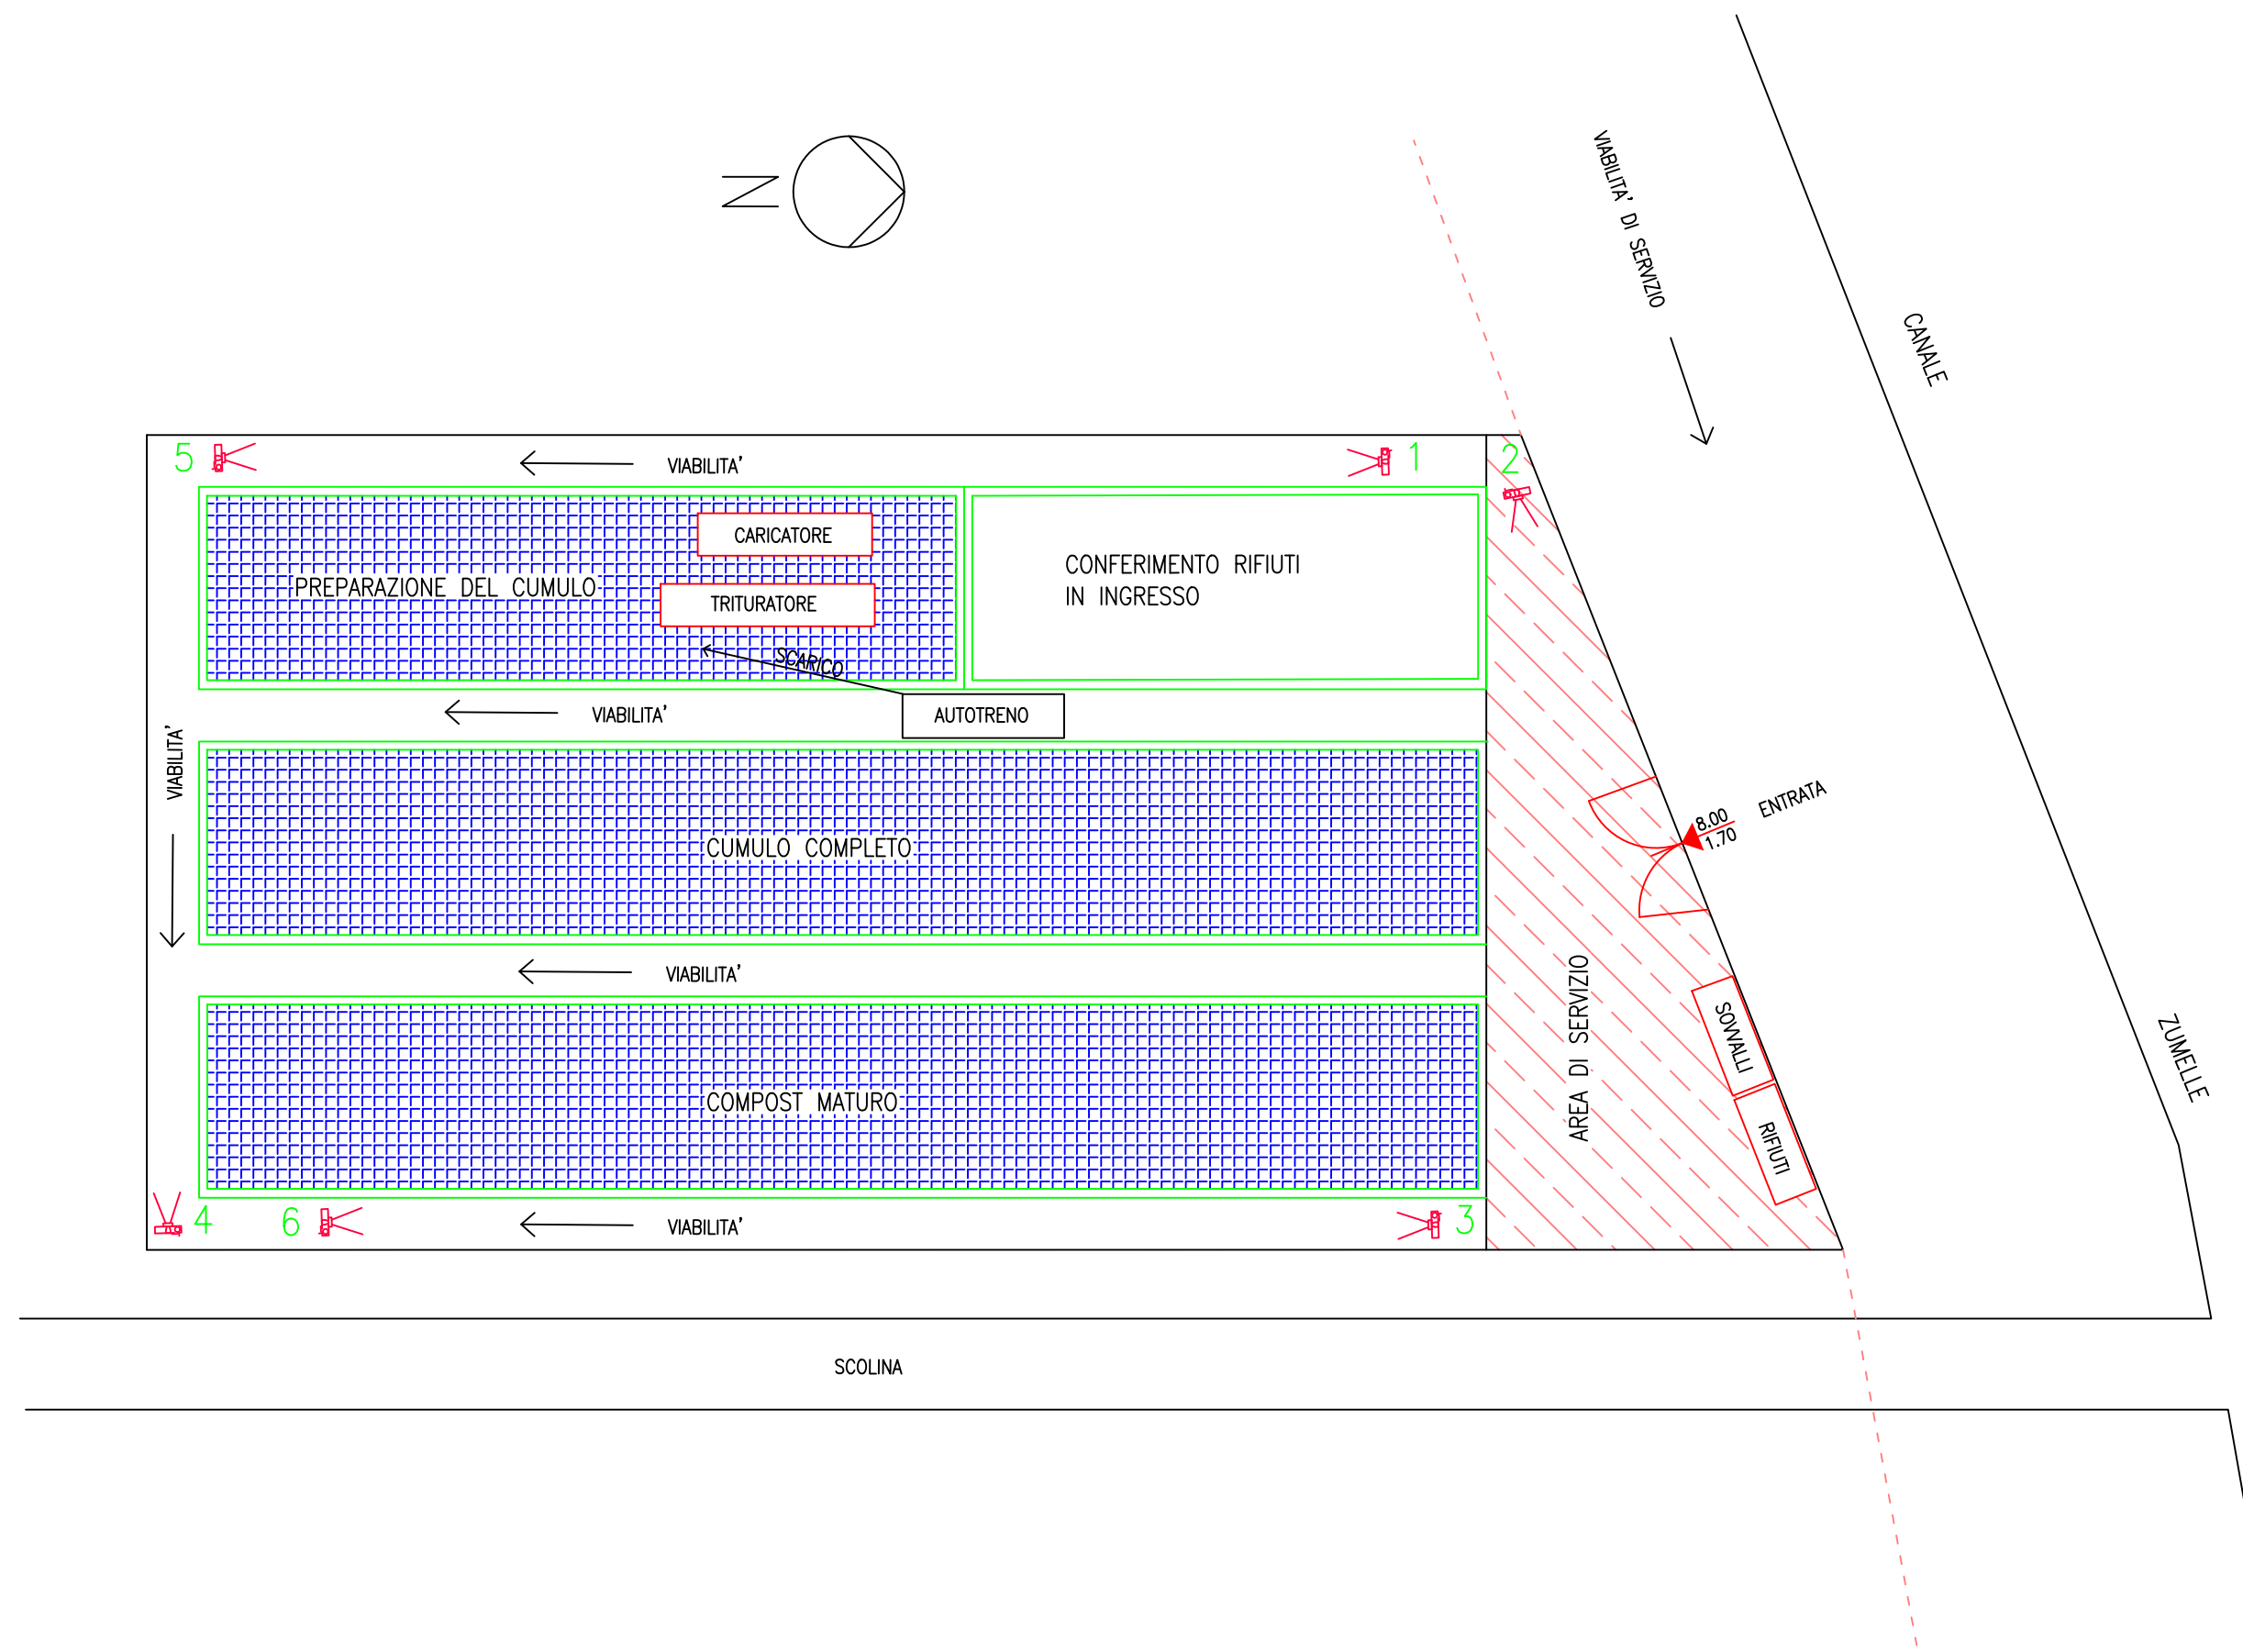 N
VIABILITA' DI SERVIZIO
CANALE
5
VIABILITA'
1
2
CARICATORE
CONFERIMENTO RIFIUTI
IN INGRESSO
PREPARAZIONE DEL CUMULO
TRITURATORE
SCARICO
VIABILITA'
AUTOTRENO
VIABILITA'
ENTRATA
8.00
1.70
CUMULO COMPLETO
VIABILITA'
AREA DI SERVIZIO
SOVVALLI
ZUMELLE
COMPOST MATURO
RIFIUTI
4
6
VIABILITA'
3
SCOLINA